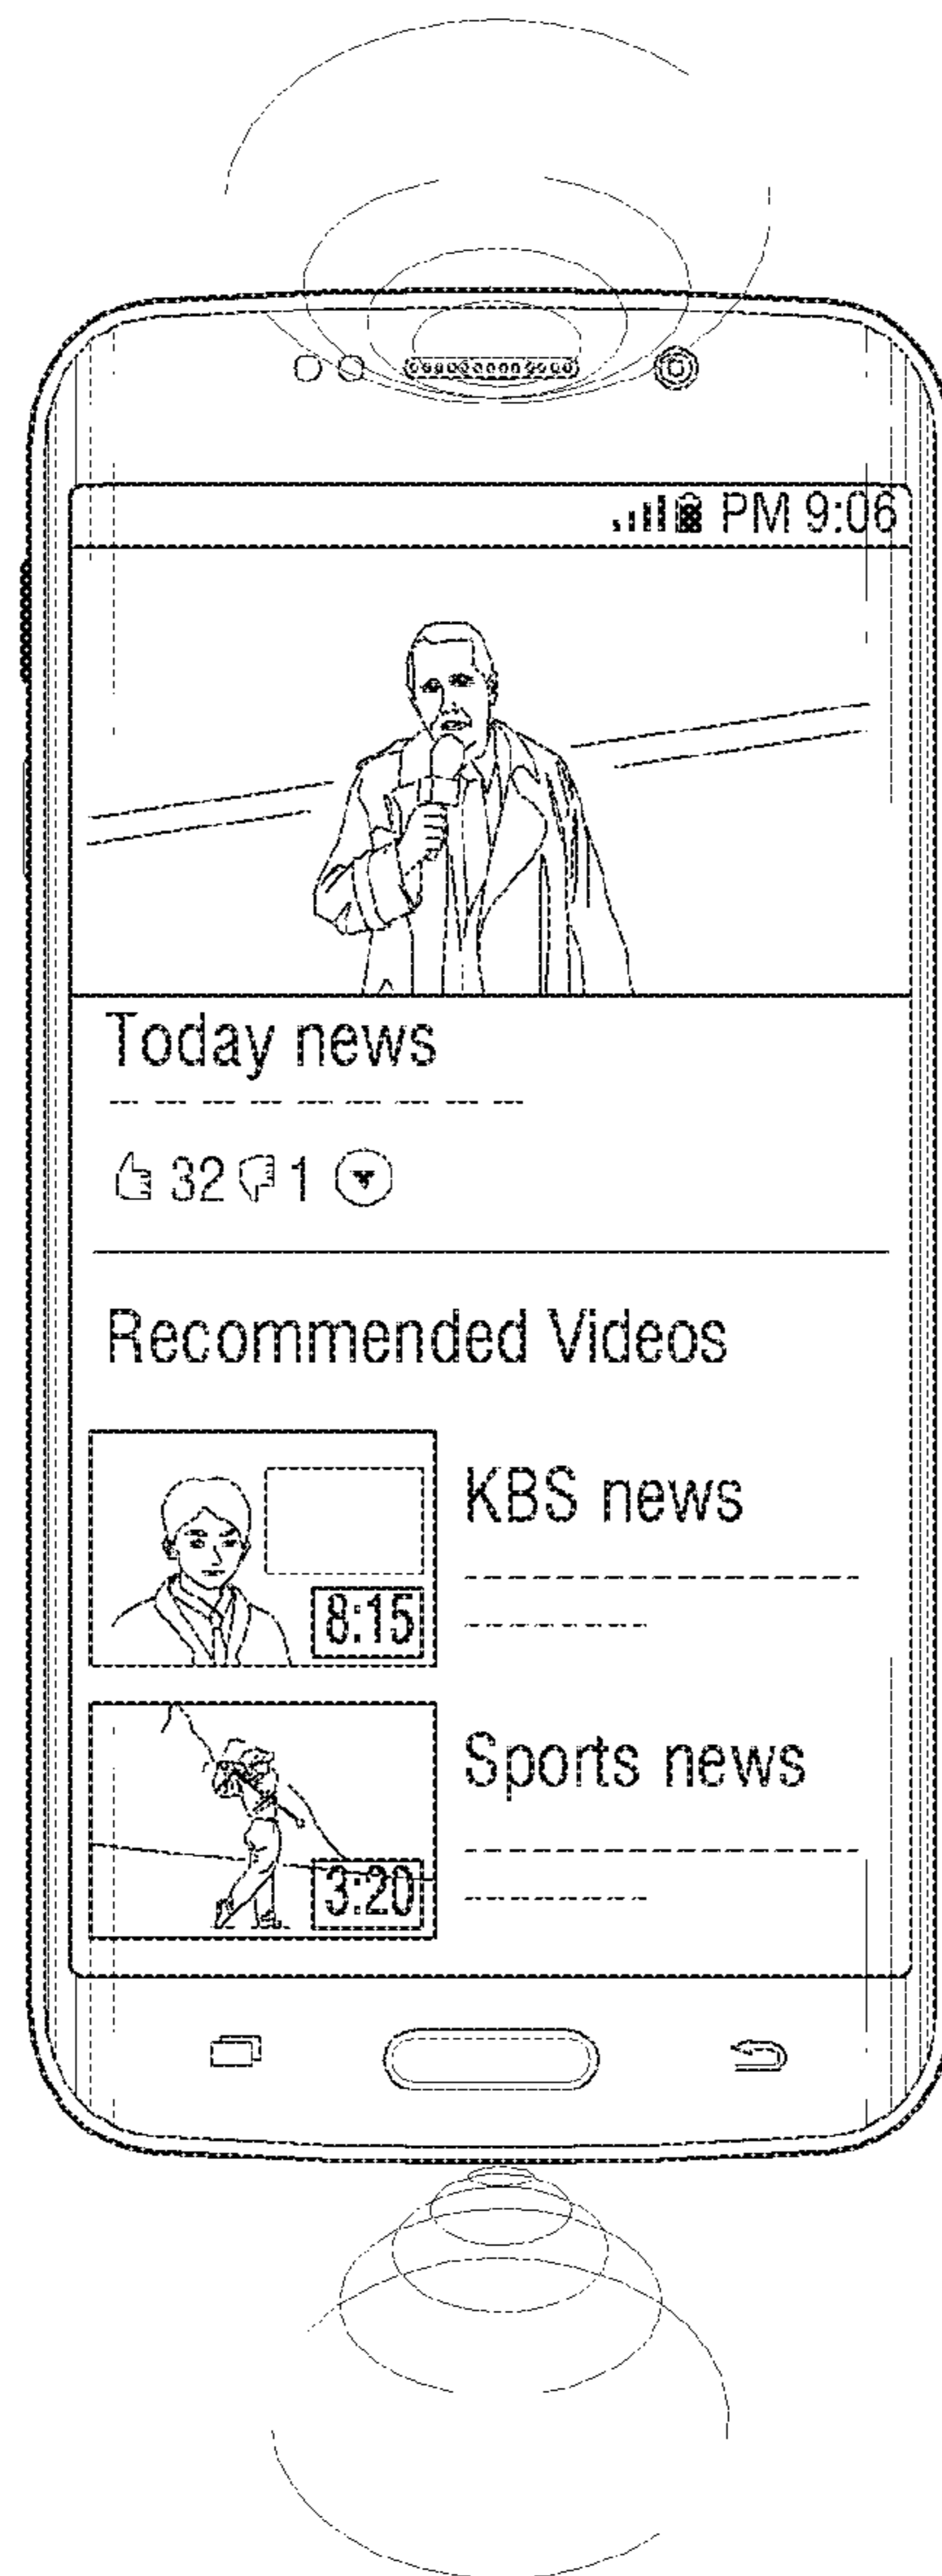 PM 9:06
Today news
32 1
Recommended Videos
KBS news
8:15
Sports news
3:20